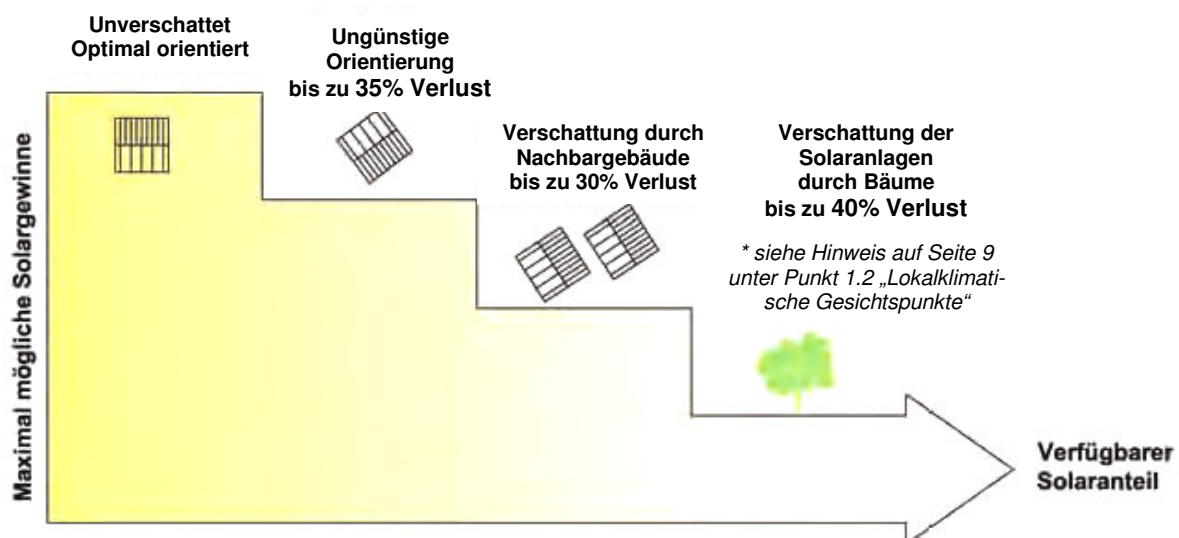 Unverschattet
Optimal orientiert
Ungünstige
Orientierung
bis zu 35% Verlust
Verschattung durch
Nachbargebäude
bis zu 30% Verlust
Verschattung der
Solaranlagen
durch Bäume
bis zu 40% Verlust
* siehe Hinweis auf Seite 9
unter Punkt 1.2 „Lokalklimati-
sche Gesichtspunkte“
Maximal mögliche Solargewinne
Verfügbarer
Solaranteil